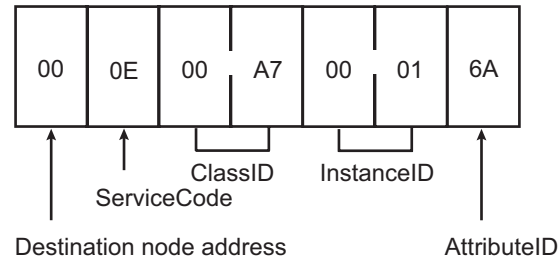 00 0E 00 A7 00 01 6A
ClassID InstanceID
ServiceCode
Destination node address AttributeID